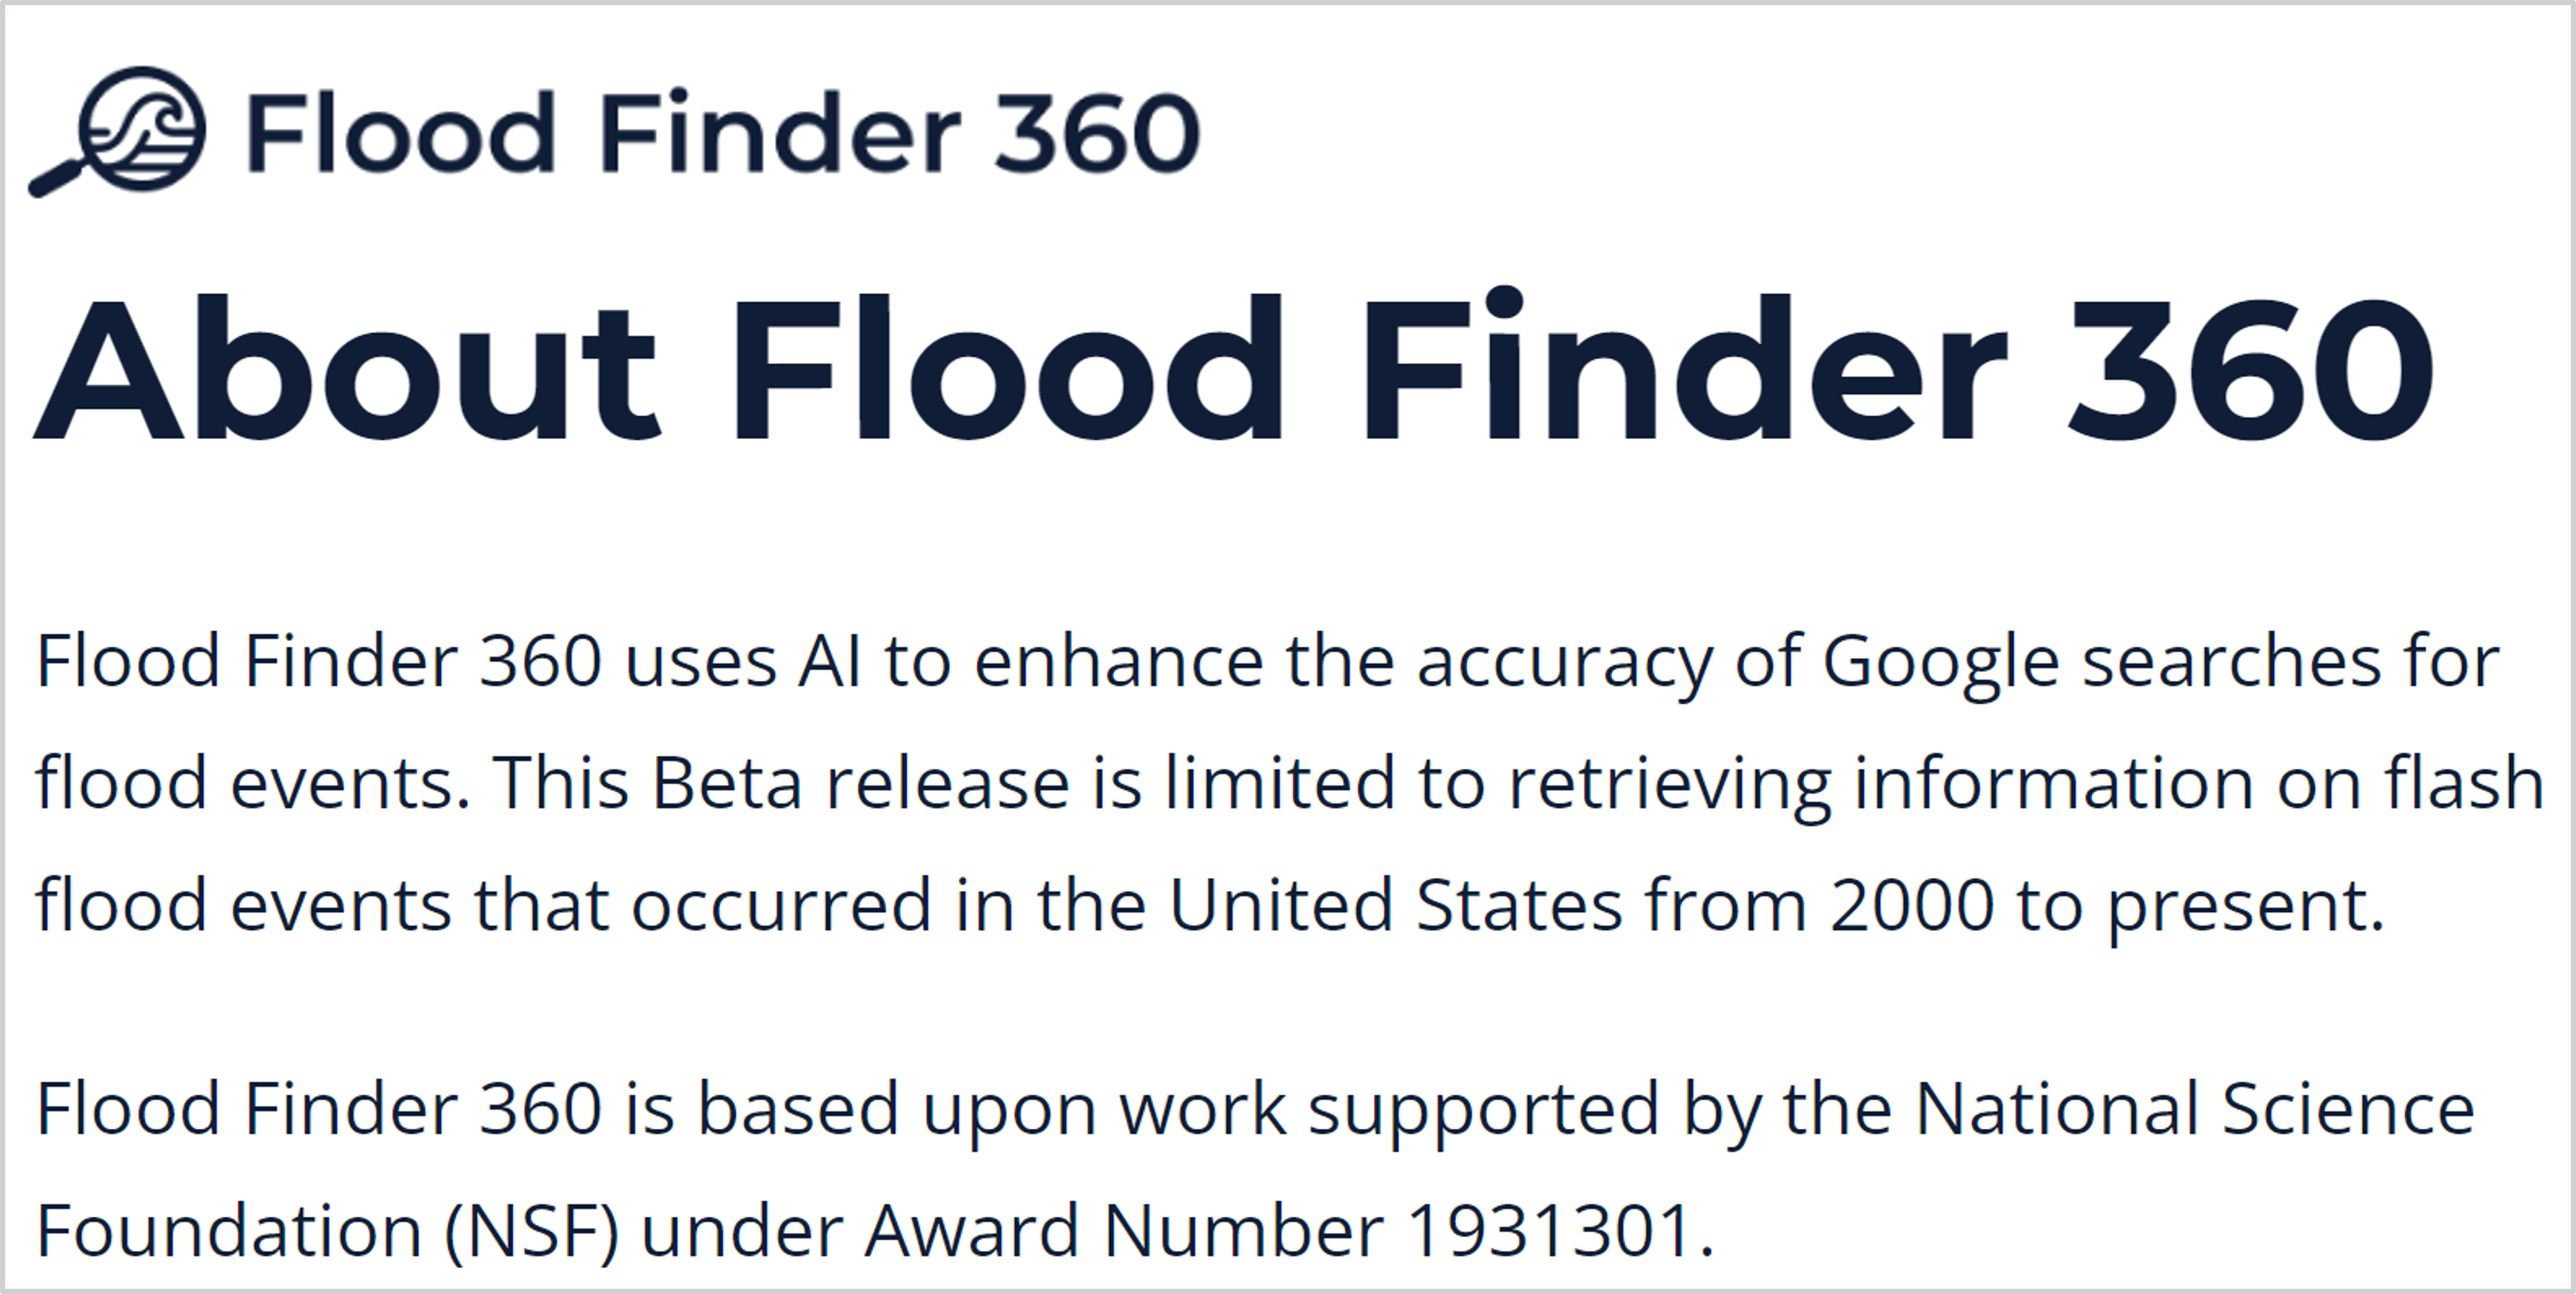 Flood Finder 360
About Flood Finder 360
Flood Finder 360 uses AI to enhance the accuracy of Google searches for
flood events. This Beta release is limited to retrieving information on flash
flood events that occurred in the United States from 2000 to present.
Flood Finder 360 is based upon work supported by the National Science
Foundation (NSF) under Award Number 1931301.